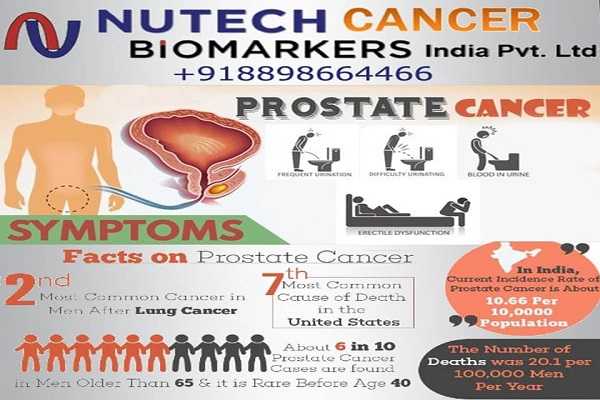 NUTECH CANCER
BIOMARKERS India Pvt. Ltd
+918898664466
PROSTATE CANCER
FREQUENT URINATION
DIFFICULTY URINATING
BLOOD IN URINE
ERECTILE DYSFUNCTION
SYMPTOMS
Facts on Prostate Cancer
2nd
Most Common Cancer in
Men After Lung Cancer
7th
Most Common
Cause of Death
in the
United States
In India,
Current Incidence Rate of
Prostate Cancer is About
10.66 Per
10,0000
Population
About 6 in 10
Prostate Cancer
Cases are found
in Men Older Than 65 & it is Rare Before Age 40
The Number of
Deaths was 20.1 per
100,000 Men
Per Year